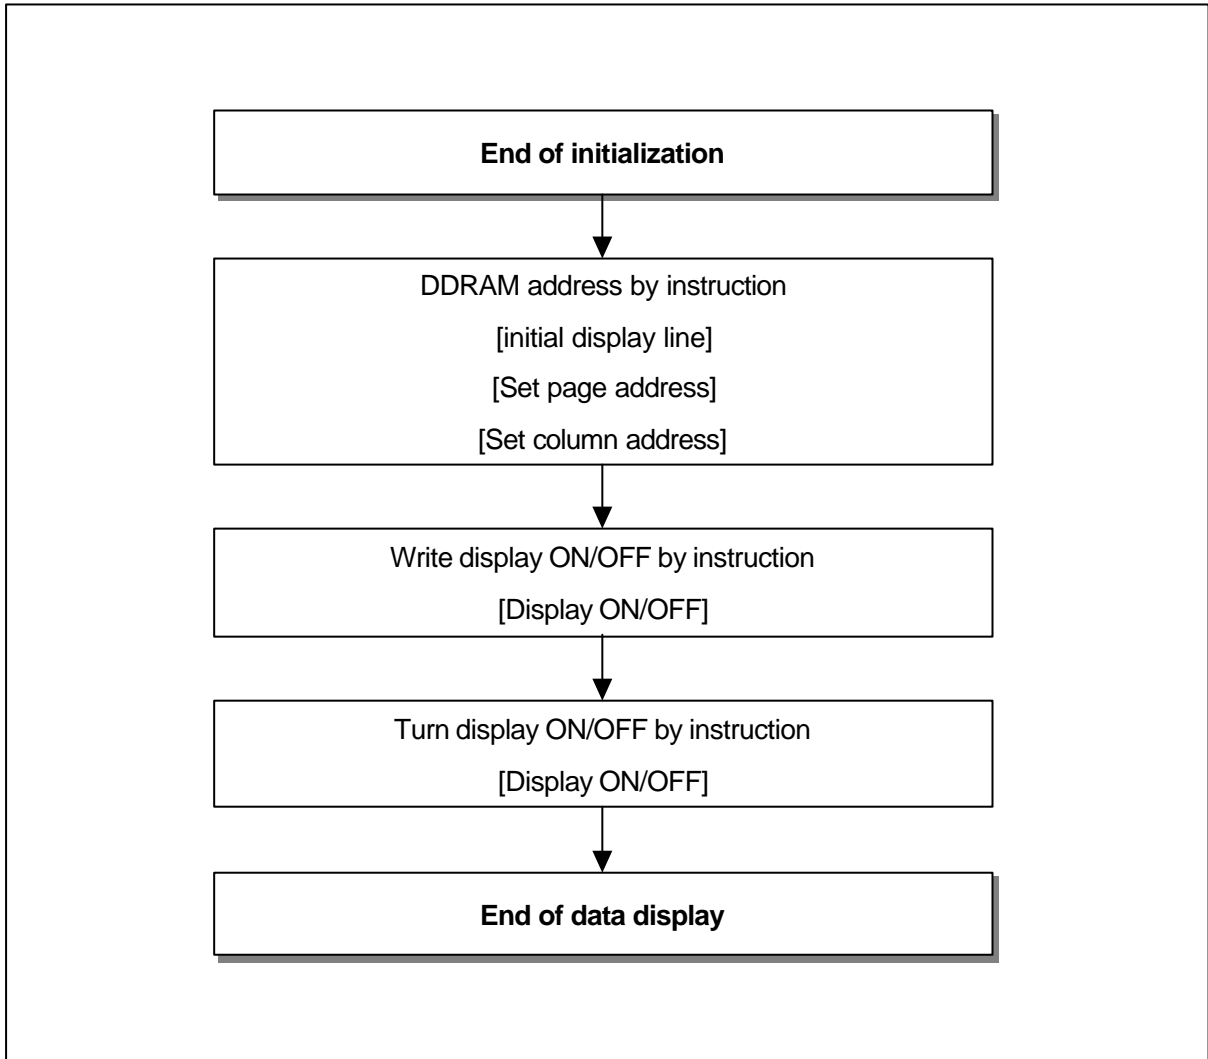 End of initialization
DDRAM address by instruction
[initial display line]
[Set page address]
[Set column address]
Write display ON/OFF by instruction
[Display ON/OFF]
Turn display ON/OFF by instruction
[Display ON/OFF]
End of data display